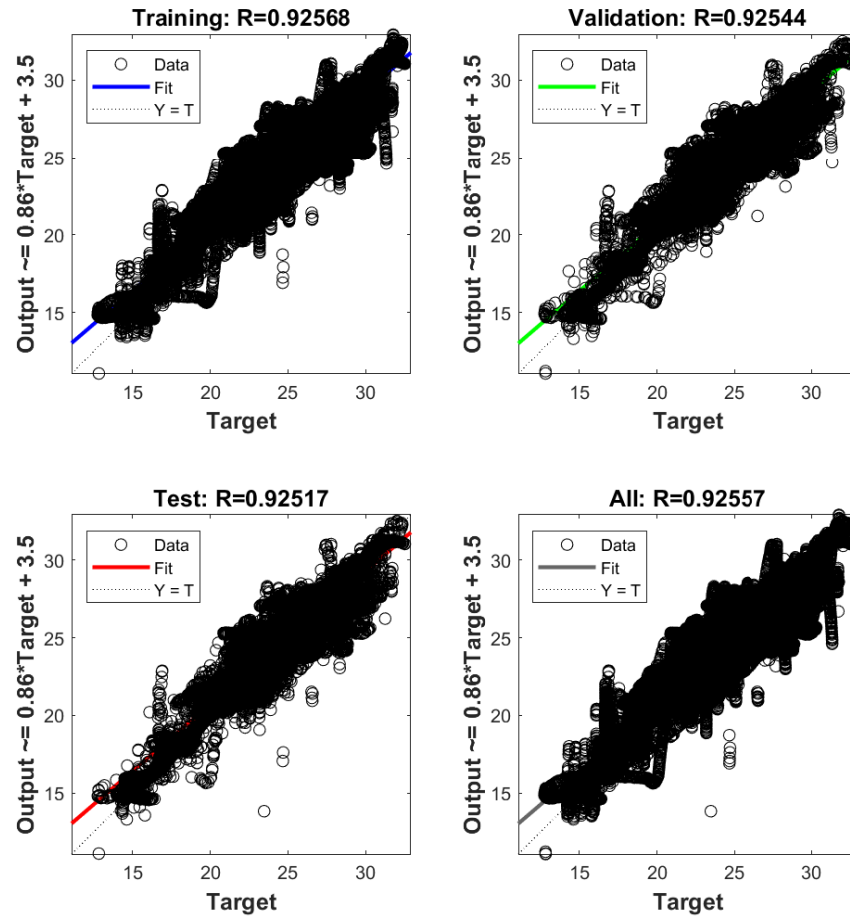 Training: R=0.92568
Output ~= 0.86*Target + 3.5
Data
Fit
Y = T
30
25
20
15
15 20 25 30
Target
Validation: R=0.92544
Output ~= 0.86*Target + 3.5
Data
Fit
Y = T
30
25
20
15
15 20 25 30
Target
Test: R=0.92517
Output ~= 0.86*Target + 3.5
Data
Fit
Y = T
30
25
20
15
15 20 25 30
Target
All: R=0.92557
Output ~= 0.86*Target + 3.5
Data
Fit
Y = T
30
25
20
15
15 20 25 30
Target